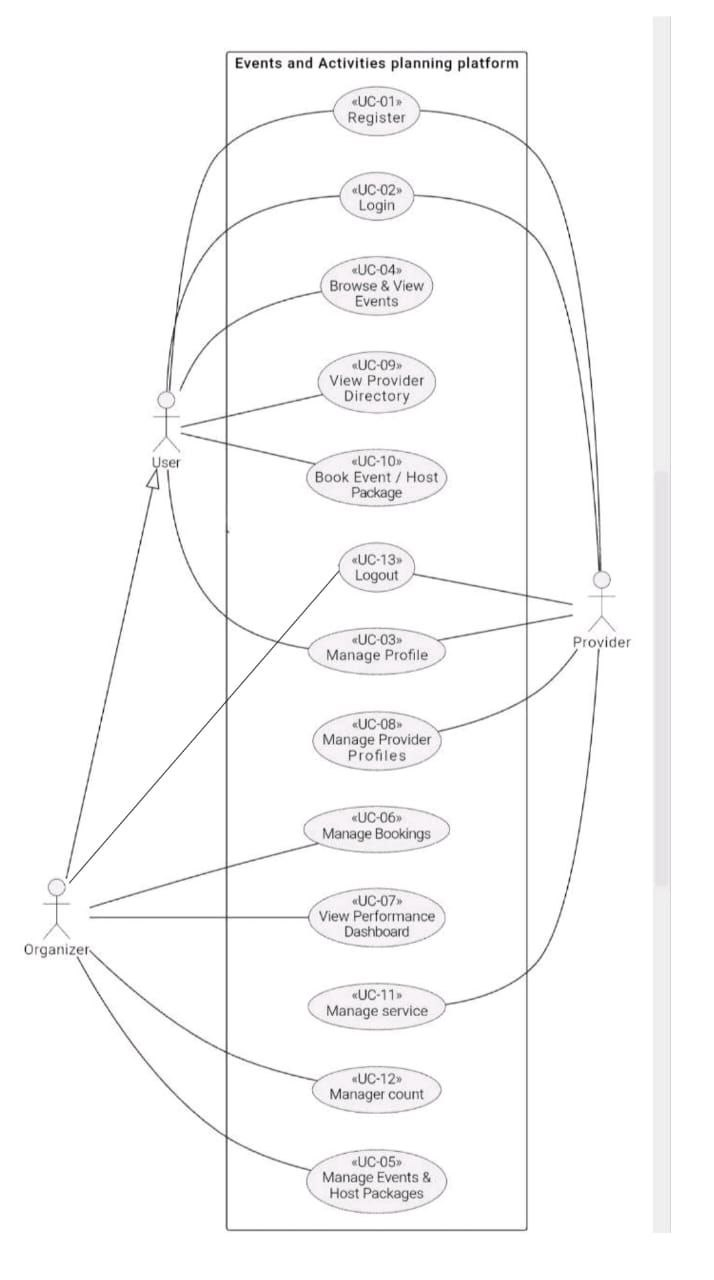 Events and Activities planning platform
«UC-01»
Register
«UC-02»
Login
«UC-04»
Browse & View
Events
«UC-09»
View Provider
Directory
User
«UC-10»
Book Event / Host
Package
«UC-13»
Logout
Provider
«UC-03»
Manage Profile
«UC-08»
Manage Provider
Profiles
«UC-06»
Manage Bookings
«UC-07»
View Performance
Dashboard
Organizer
«UC-11»
Manage service
«UC-12»
Manager count
«UC-05»
Manage Events &
Host Packages